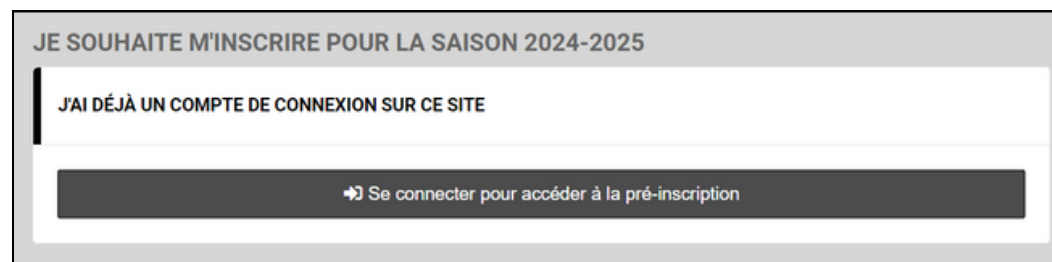 JE SOUHAITE M'INSCRIRE POUR LA SAISON 2024-2025
J'AI DÉJÀ UN COMPTE DE CONNEXION SUR CE SITE
Se connecter pour accéder à la pré-inscription